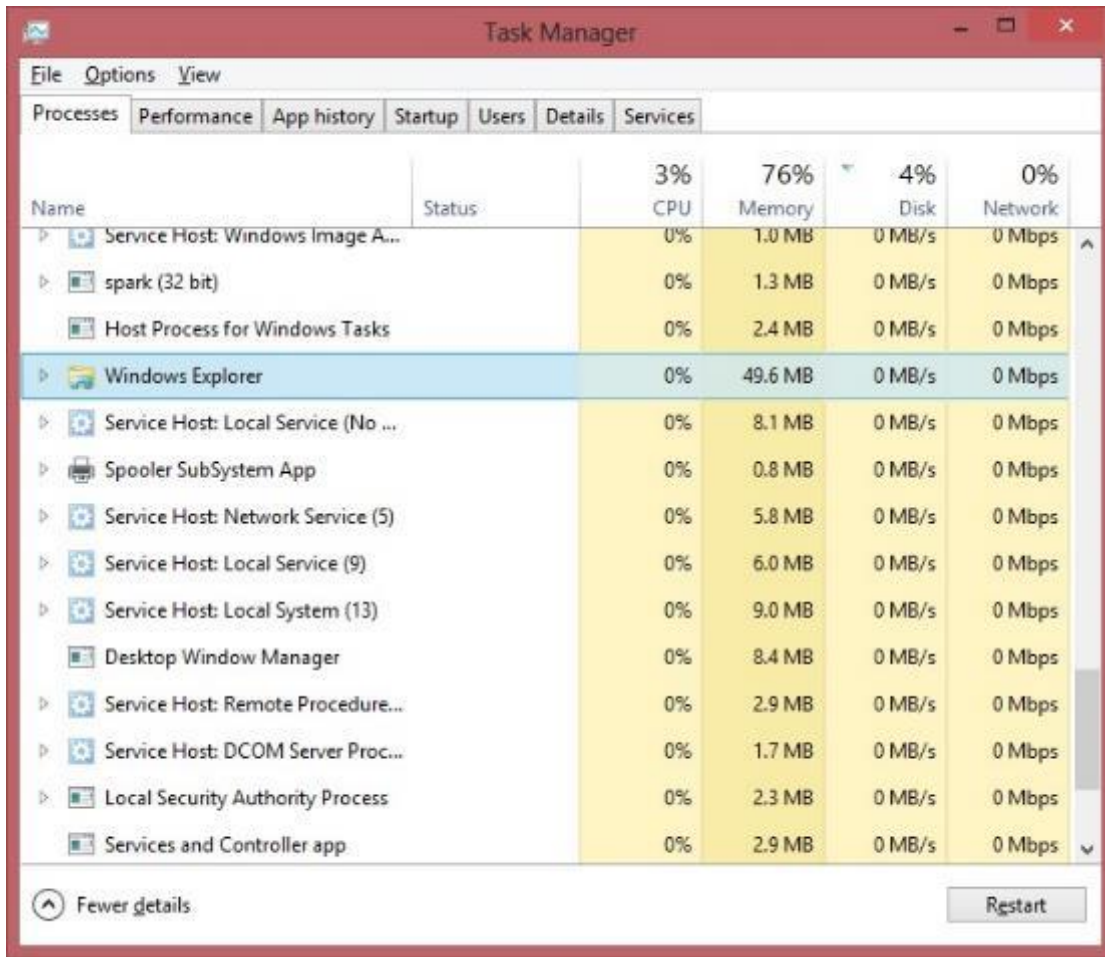 Task Manager
File Options View
Processes Performance App history Startup Users Details Services
3% 76% 4% 0%
Name Status CPU Memory Disk Network
Service Host: Windows Image A... 0% 1.0 MB 0 MB/s 0 Mbps
spark (32 bit) 0% 1.3 MB 0 MB/s 0 Mbps
Host Process for Windows Tasks 0% 2.4 MB 0 MB/s 0 Mbps
Windows Explorer 0% 49.6 MB 0 MB/s 0 Mbps
Service Host: Local Service (No ... 0% 8.1 MB 0 MB/s 0 Mbps
Spooler SubSystem App 0% 0.8 MB 0 MB/s 0 Mbps
Service Host: Network Service (5) 0% 5.8 MB 0 MB/s 0 Mbps
Service Host: Local Service (9) 0% 6.0 MB 0 MB/s 0 Mbps
Service Host: Local System (13) 0% 9.0 MB 0 MB/s 0 Mbps
Desktop Window Manager 0% 8.4 MB 0 MB/s 0 Mbps
Service Host: Remote Procedure... 0% 2.9 MB 0 MB/s 0 Mbps
Service Host: DCOM Server Proc... 0% 1.7 MB 0 MB/s 0 Mbps
Local Security Authority Process 0% 2.3 MB 0 MB/s 0 Mbps
Services and Controller app 0% 2.9 MB 0 MB/s 0 Mbps
Fewer details Restart